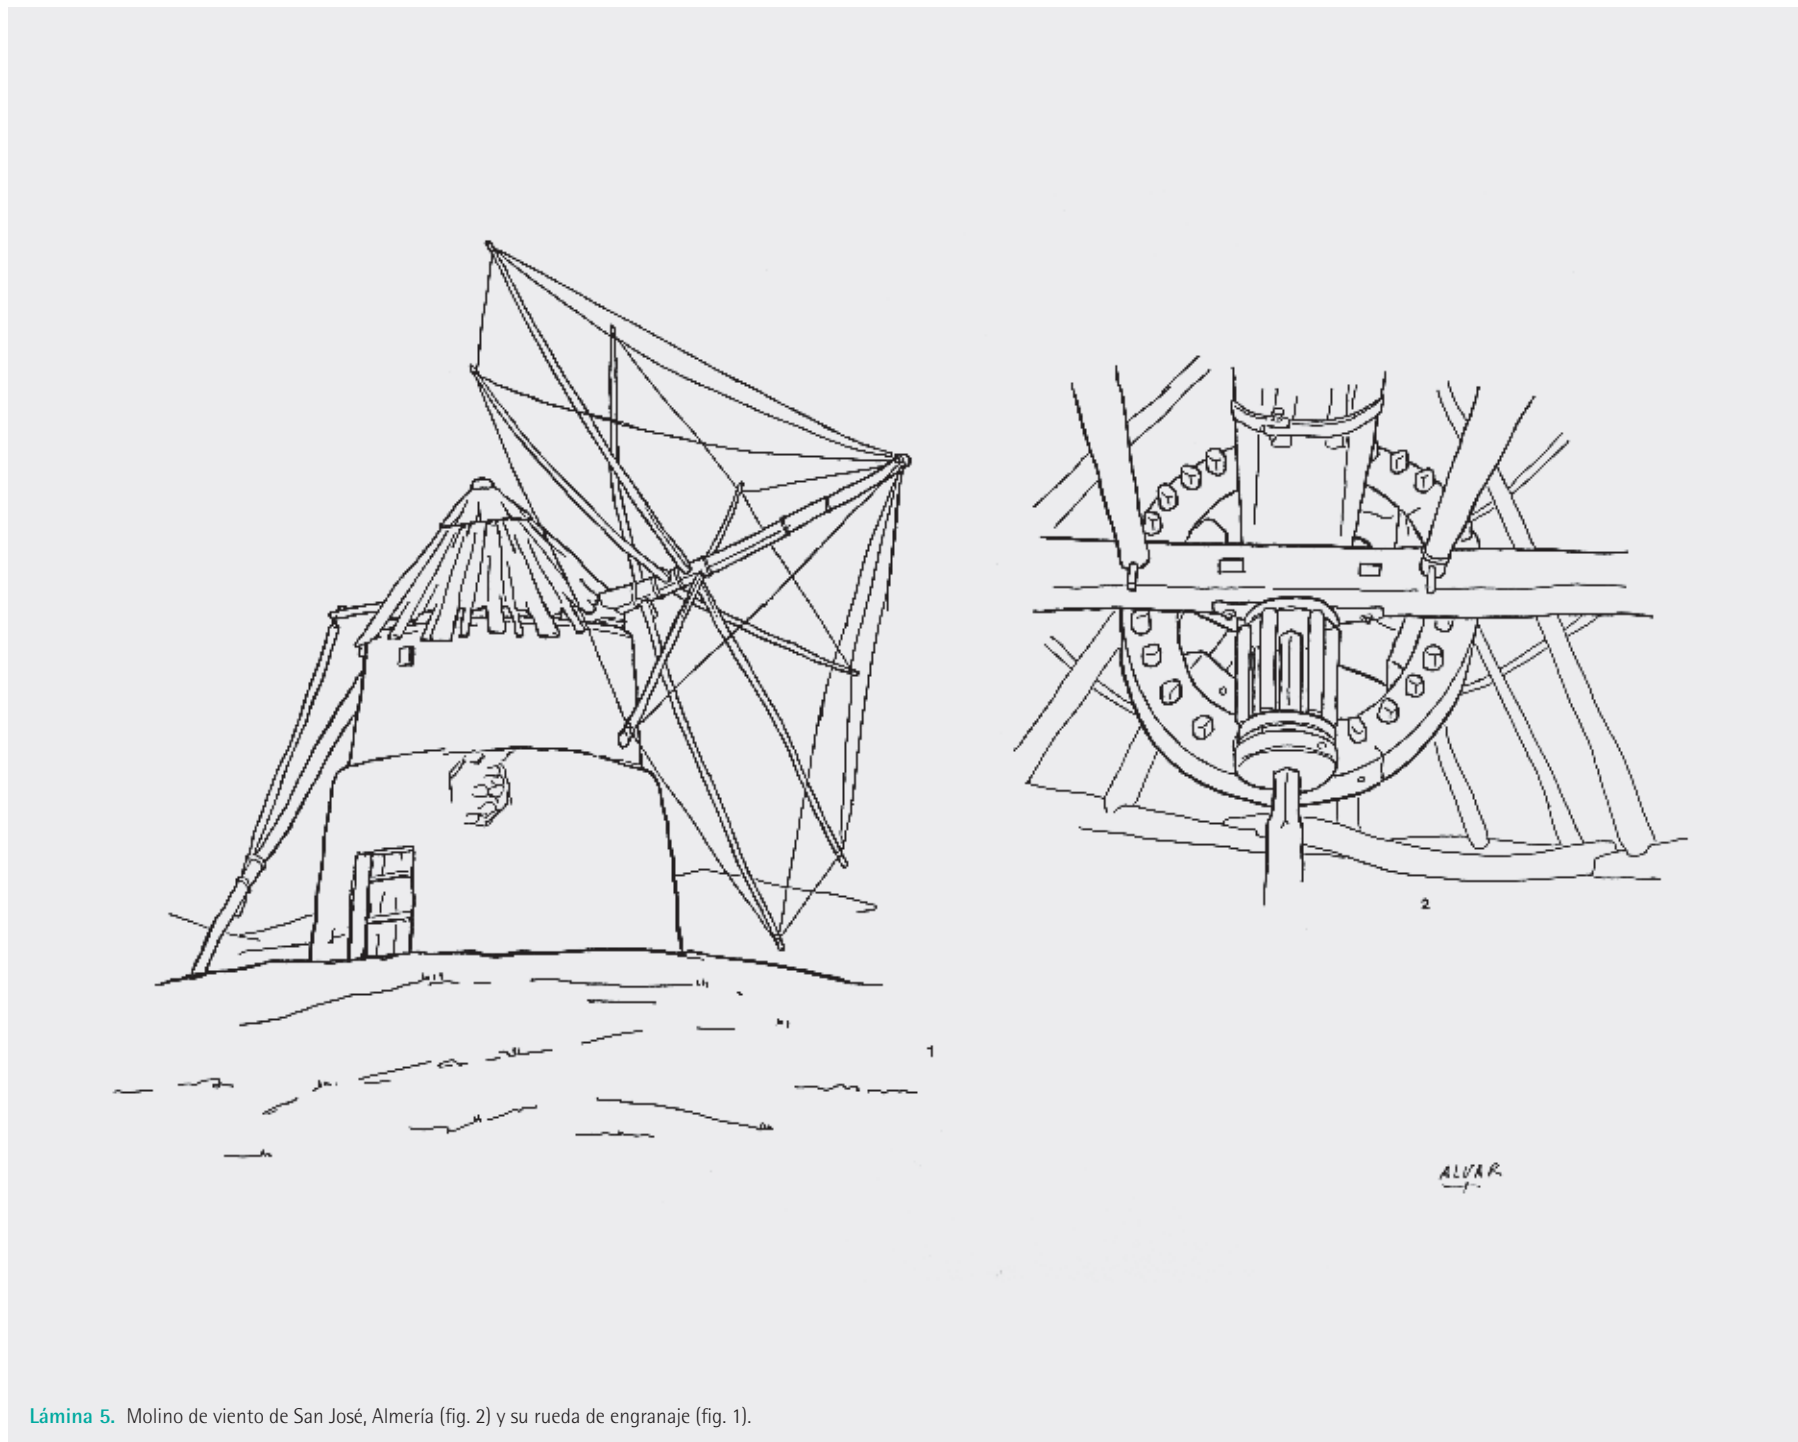 2
1
ALVAR
Lámina 5. Molino de viento de San José, Almería (fig. 2) y su rueda de engranaje (fig. 1).